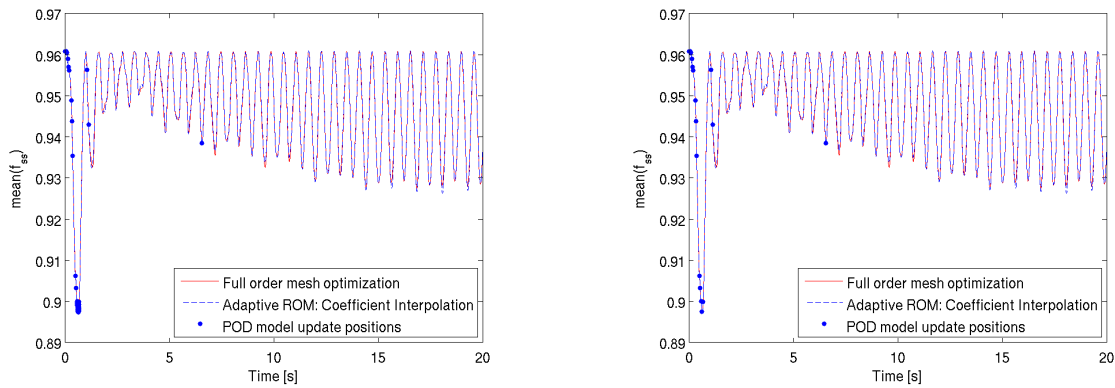 0.97
0.96
0.95
0.94
0.93
0.92
0.91
0.9
0.89
mean(f_ss)
0
5
10
15
20
Time [s]
Full order mesh optimization
Adaptive ROM: Coefficient Interpolation
POD model update positions
0.97
0.96
0.95
0.94
0.93
0.92
0.91
0.9
0.89
mean(f_ss)
0
5
10
15
20
Time [s]
Full order mesh optimization
Adaptive ROM: Coefficient Interpolation
POD model update positions